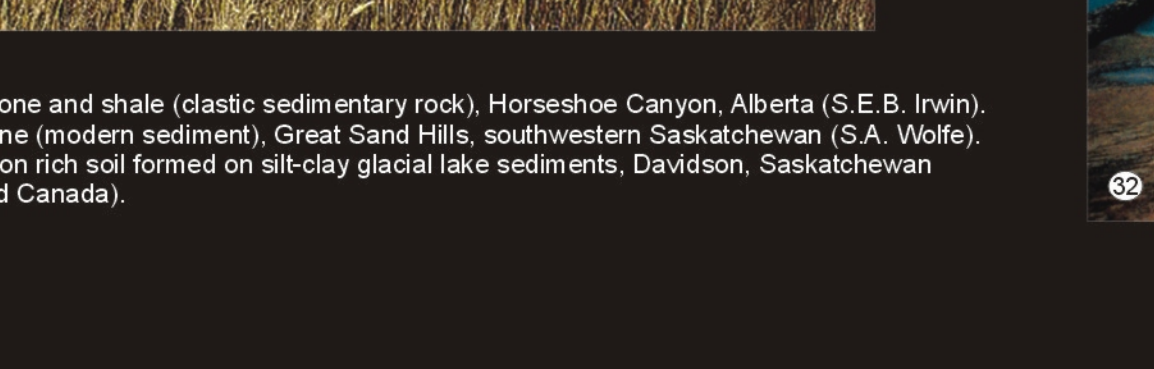 one and shale (clastic sedimentary rock), Horseshoe Canyon, Alberta (S.E.B. Irwin).
ne (modern sediment), Great Sand Hills, southwestern Saskatchewan (S.A. Wolfe).
on rich soil formed on silt-clay glacial lake sediments, Davidson, Saskatchewan
d Canada).
32